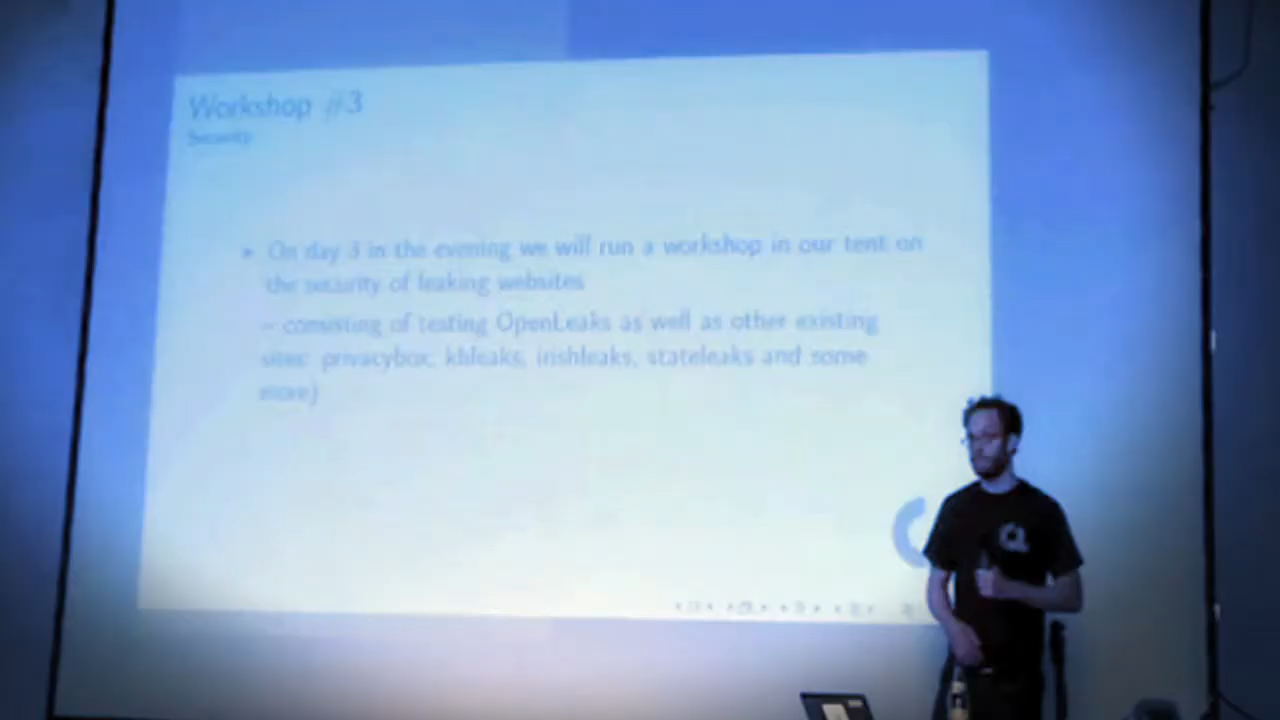 Workshop #3
Security
On day 3 in the evening we will run a workshop in our tent on
the security of leaking websites
– consisting of testing OpenLeaks as well as other existing
sites: privacybox, khleaks, irishleaks, stateleaks and some
more)